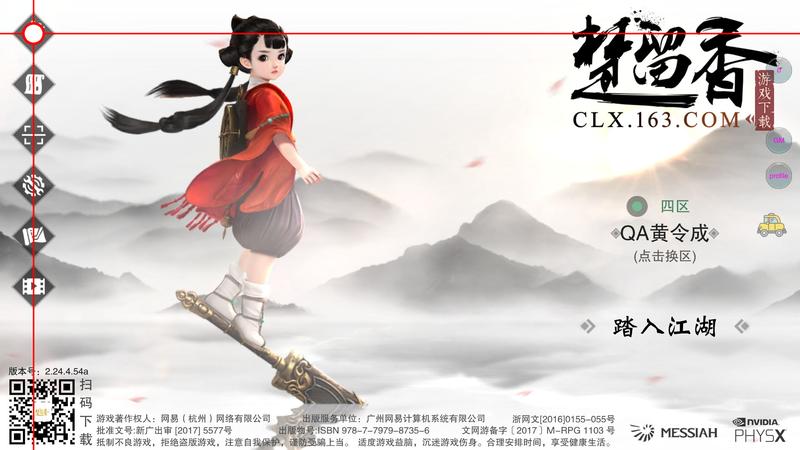 楚留香
游戏下载
CLX.163.COM
IT
GM
profile
四区
QA黄令成
(点击换区)
踏入江湖
版本号: 2.24.4.54a
扫码下载
游戏著作权人：网易（杭州）网络有限公司 出版服务单位：广州网易计算机系统有限公司 浙网文[2016]0155-055号
批准文号:新广出审 [2017] 5577号 出版物号:ISBN 978-7-7979-8735-6 文网游备字〔2017〕M-RPG 1103 号
抵制不良游戏，拒绝盗版游戏，注意自我保护，谨防受骗上当。 适度游戏益脑，沉迷游戏伤身。合理安排时间，享受健康生活。
MESSIAH
NVIDIA
PHYSX